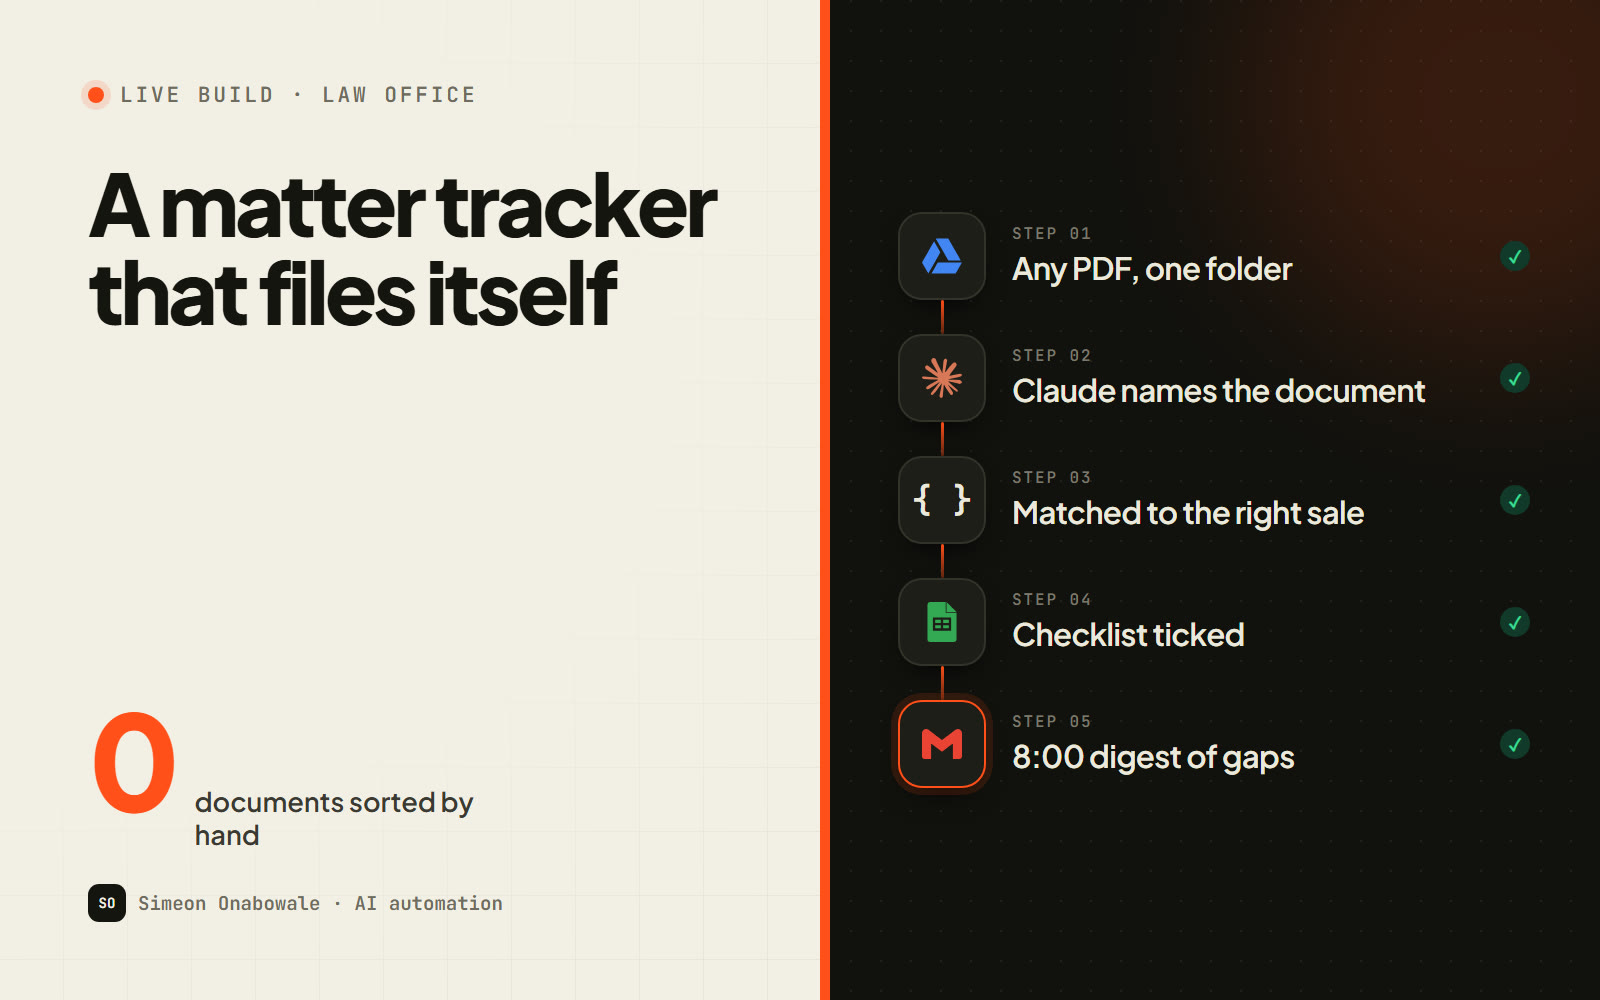 LIVE BUILD · LAW OFFICE
A matter tracker
that files itself
0
documents sorted by
hand
SO
Simeon Onabowale · AI automation
STEP 01
Any PDF, one folder
STEP 02
Claude names the document
{ }
STEP 03
Matched to the right sale
STEP 04
Checklist ticked
STEP 05
8:00 digest of gaps